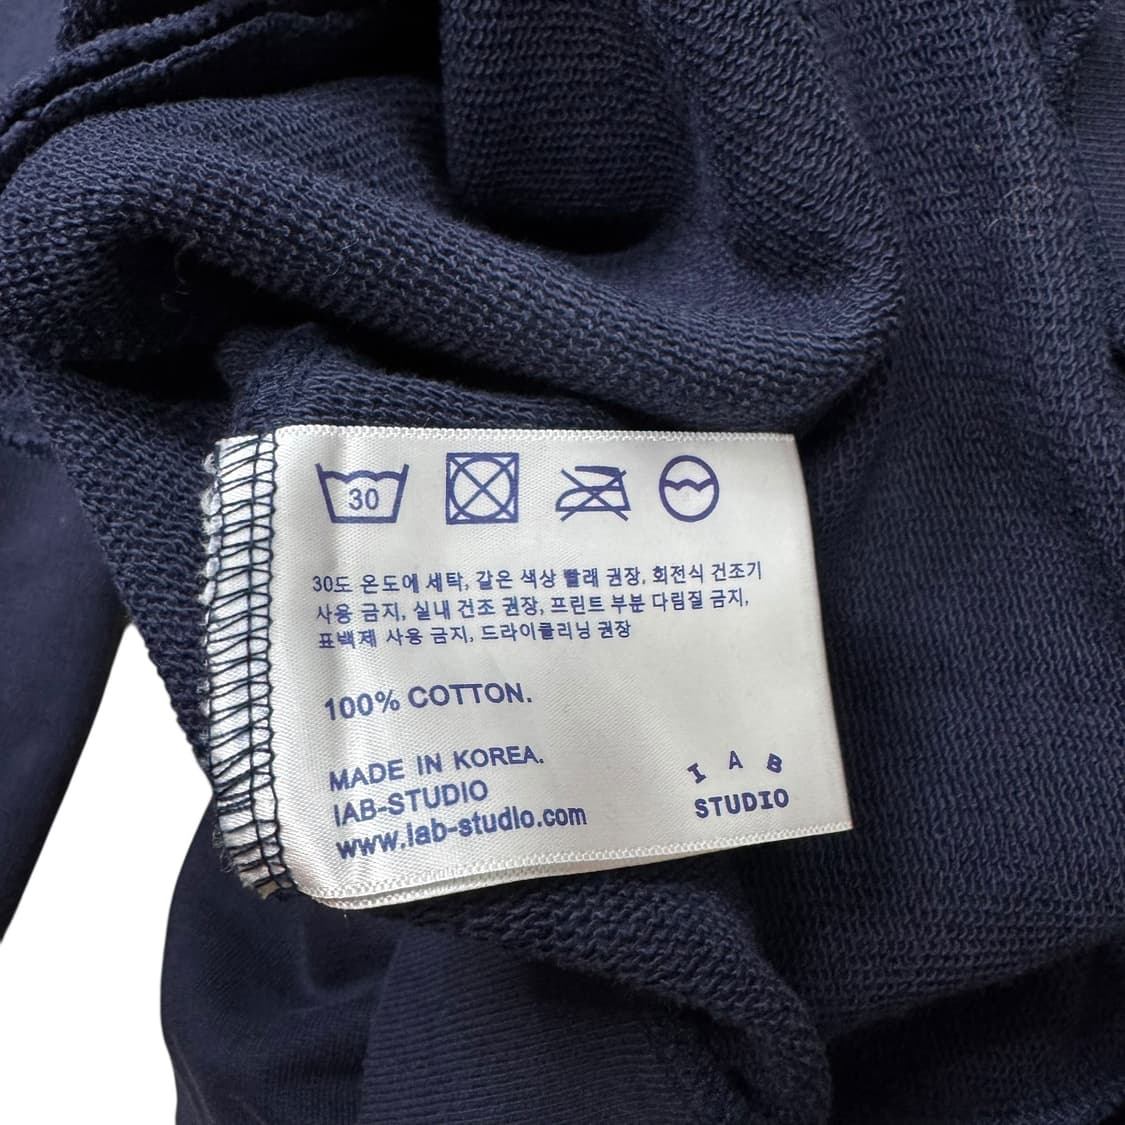 30
30도 온도에 세탁, 같은 색상 빨래 권장, 회전식 건조기
사용 금지, 실내 건조 권장, 프린트 부분 다림질 금지,
표백제 사용 금지, 드라이클리닝 권장
100% COTTON.
MADE IN KOREA.
IAB-STUDIO
www.iab-studio.com
I A B
STUDIO